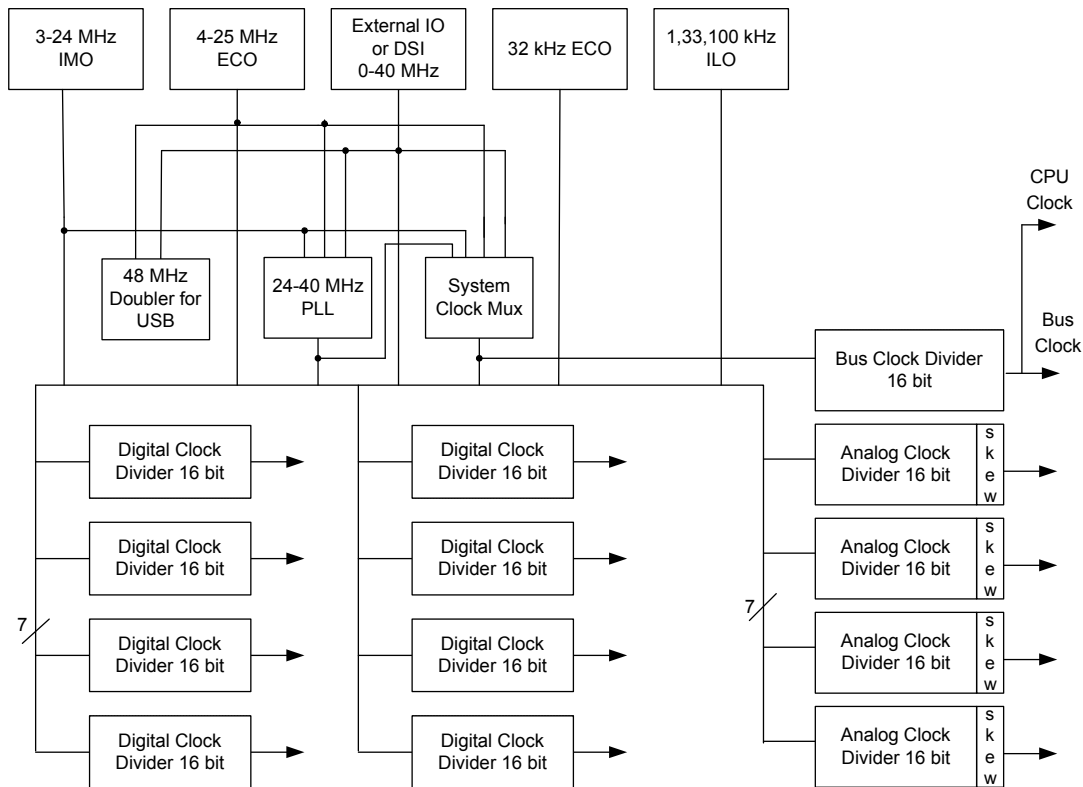 3-24 MHz
IMO
4-25 MHz
ECO
External IO
or DSI
0-40 MHz
32 kHz ECO
1,33,100 kHz
ILO
CPU
Clock
48 MHz
Doubler for
USB
24-40 MHz
PLL
System
Clock Mux
Bus
Clock
Bus Clock Divider
16 bit
Digital Clock
Divider 16 bit
Digital Clock
Divider 16 bit
Analog Clock
Divider 16 bit
s
k
e
w
Digital Clock
Divider 16 bit
Digital Clock
Divider 16 bit
Analog Clock
Divider 16 bit
s
k
e
w
7
7
Digital Clock
Divider 16 bit
Digital Clock
Divider 16 bit
Analog Clock
Divider 16 bit
s
k
e
w
Digital Clock
Divider 16 bit
Digital Clock
Divider 16 bit
Analog Clock
Divider 16 bit
s
k
e
w